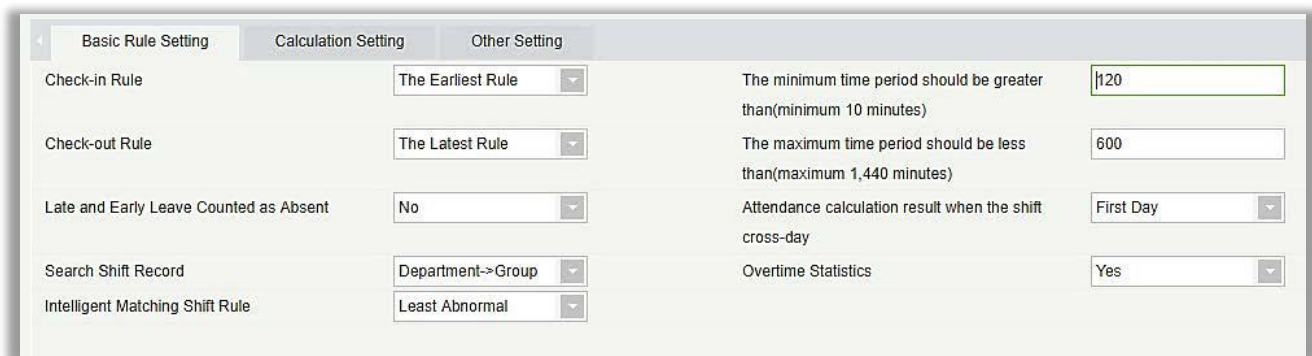 Basic Rule Setting Calculation Setting Other Setting
Check-in Rule The Earliest Rule The minimum time period should be greater 120
than(minimum 10 minutes)
Check-out Rule The Latest Rule The maximum time period should be less 600
than(maximum 1,440 minutes)
Late and Early Leave Counted as Absent No Attendance calculation result when the shift First Day
cross-day
Search Shift Record Department->Group Overtime Statistics Yes
Intelligent Matching Shift Rule Least Abnormal